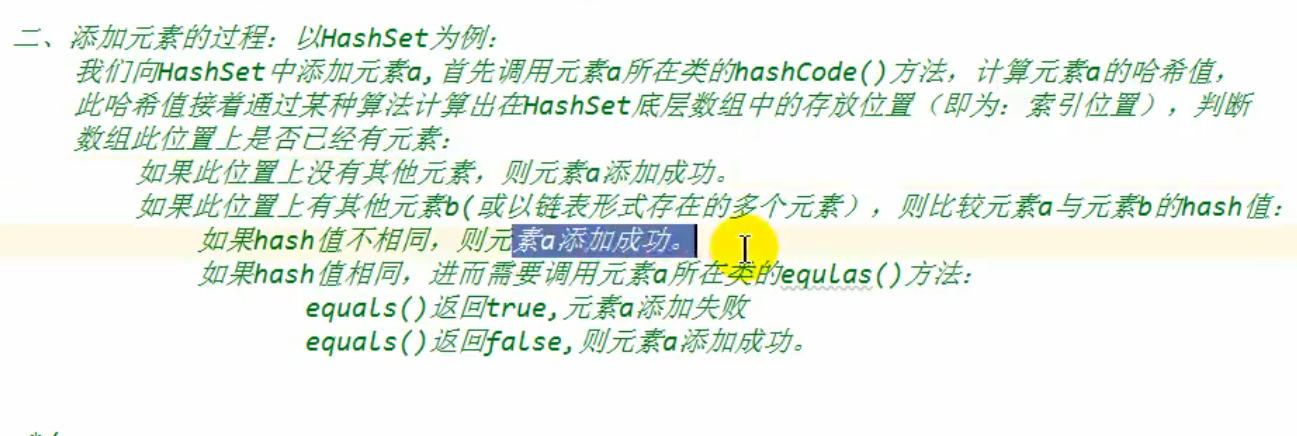 二、添加元素的过程：以HashSet为例：
我们向HashSet中添加元素a,首先调用元素a所在类的hashCode()方法，计算元素a的哈希值，
此哈希值接着通过某种算法计算出在HashSet底层数组中的存放位置（即为：索引位置），判断
数组此位置上是否已经有元素：
如果此位置上没有其他元素，则元素a添加成功。
如果此位置上有其他元素b(或以链表形式存在的多个元素），则比较元素a与元素b的hash值：
如果hash值不相同，则元素a添加成功。
如果hash值相同，进而需要调用元素a所在类的equlas()方法：
equals()返回true,元素a添加失败
equals()返回false,则元素a添加成功。